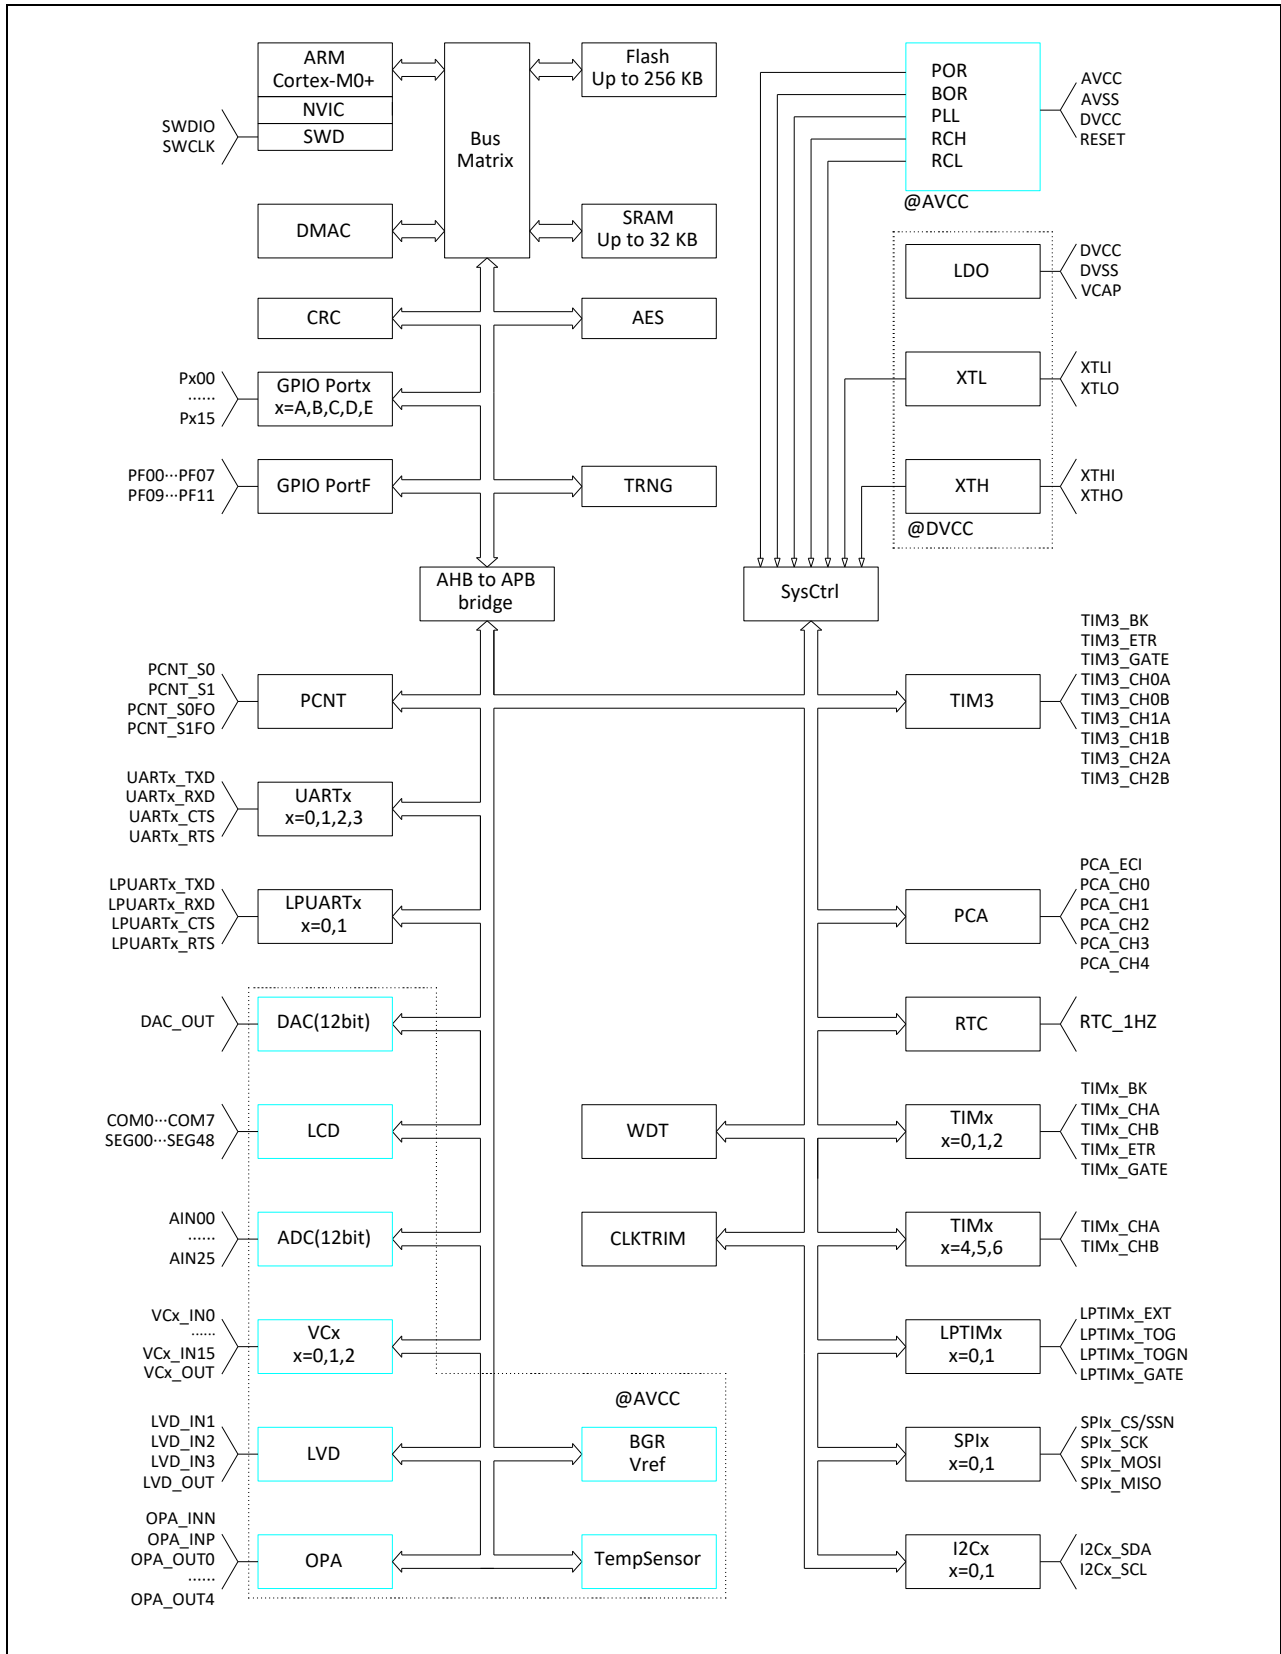 ARM
Cortex-M0+
NVIC
SWD
SWDIO
SWCLK
Bus
Matrix
Flash
Up to 256 KB
DMAC
SRAM
Up to 32 KB
CRC
AES
Px00
······
Px15
GPIO Portx
x=A,B,C,D,E
PF00···PF07
PF09···PF11
GPIO PortF
TRNG
AHB to APB
bridge
POR
BOR
PLL
RCH
RCL
@AVCC
AVCC
AVSS
DVCC
RESET
LDO
DVCC
DVSS
VCAP
XTL
XTLI
XTLO
XTH
XTHI
XTHO
@DVCC
SysCtrl
PCNT_S0
PCNT_S1
PCNT_S0FO
PCNT_S1FO
PCNT
TIM3
TIM3_BK
TIM3_ETR
TIM3_GATE
TIM3_CH0A
TIM3_CH0B
TIM3_CH1A
TIM3_CH1B
TIM3_CH2A
TIM3_CH2B
UARTx_TXD
UARTx_RXD
UARTx_CTS
UARTx_RTS
UARTx
x=0,1,2,3
LPUARTx_TXD
LPUARTx_RXD
LPUARTx_CTS
LPUARTx_RTS
LPUARTx
x=0,1
PCA
PCA_ECI
PCA_CH0
PCA_CH1
PCA_CH2
PCA_CH3
PCA_CH4
DAC_OUT
DAC(12bit)
RTC
RTC_1HZ
COM0···COM7
SEG00···SEG48
LCD
WDT
TIMx
x=0,1,2
TIMx_BK
TIMx_CHA
TIMx_CHB
TIMx_ETR
TIMx_GATE
AIN00
······
AIN25
ADC(12bit)
CLKTRIM
TIMx
x=4,5,6
TIMx_CHA
TIMx_CHB
VCx_IN0
······
VCx_IN15
VCx_OUT
VCx
x=0,1,2
LPTIMx
x=0,1
LPTIMx_EXT
LPTIMx_TOG
LPTIMx_TOGN
LPTIMx_GATE
@AVCC
LVD_IN1
LVD_IN2
LVD_IN3
LVD_OUT
LVD
BGR
Vref
SPIx
x=0,1
SPIx_CS/SSN
SPIx_SCK
SPIx_MOSI
SPIx_MISO
OPA_INN
OPA_INP
OPA_OUT0
······
OPA_OUT4
OPA
TempSensor
I2Cx
x=0,1
I2Cx_SDA
I2Cx_SCL